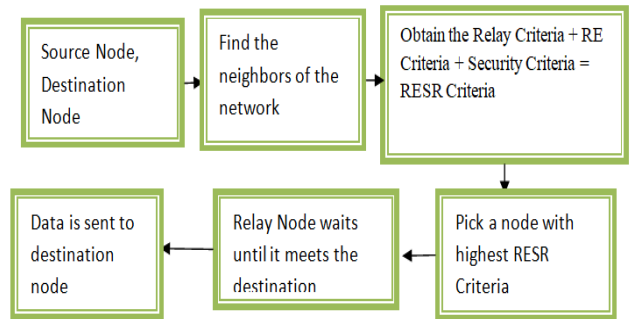 Source Node,
Destination
Node
Find the
neighbors of the
network
Obtain the Relay Criteria + RE
Criteria + Security Criteria =
RESR Criteria
Pick a node with
highest RESR
Criteria
Relay Node waits
until it meets the
destination
Data is sent to
destination
node